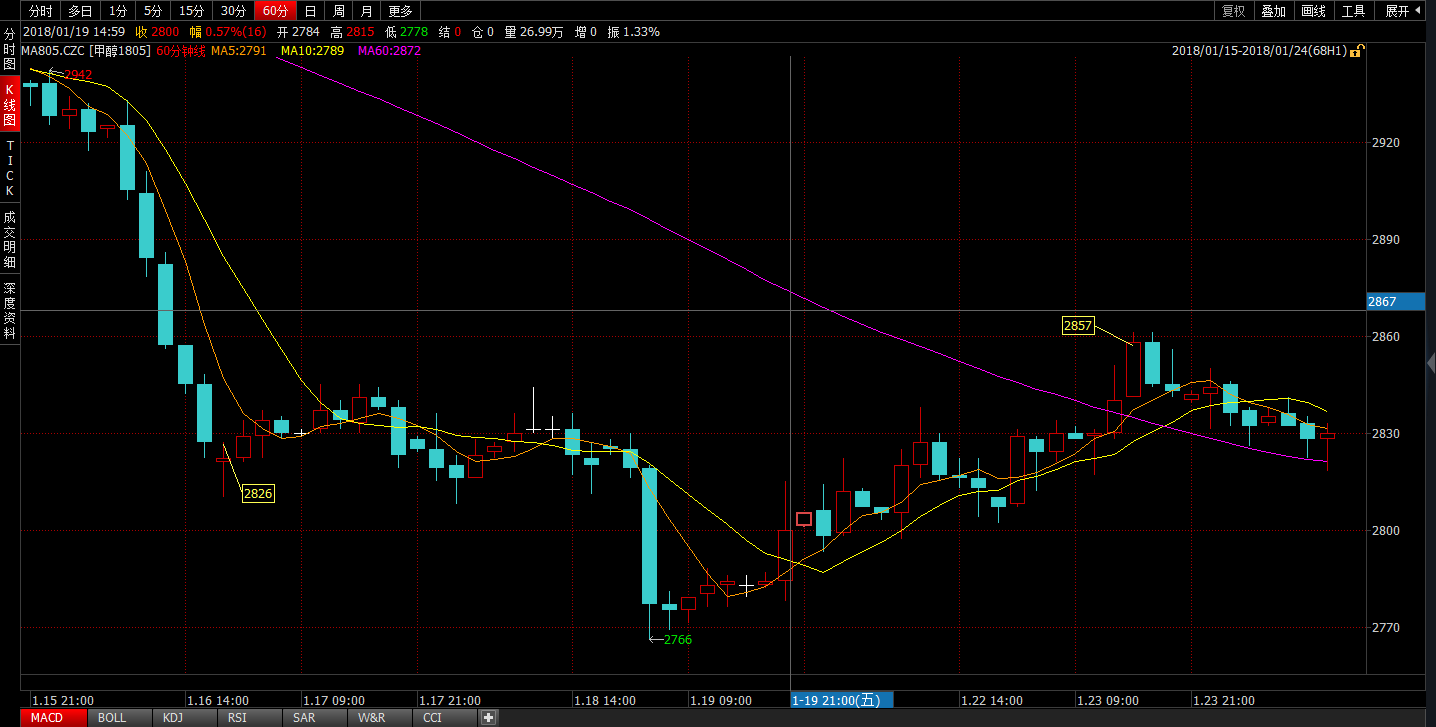 分时 多日 1分 5分 15分 30分 60分 日 周 月 更多 复权 叠加 画线 工具 展开
2018/01/19 14:59 收 2800 幅 0.57%(16) 开 2784 高 2815 低 2778 结 0 仓 0 量 26.99万 增 0 振 1.33%
MA805.CZC [甲醇1805] 60分钟线 MA5:2791 MA10:2789 MA60:2872 2018/01/15-2018/01/24(68H1)
分时图
K线图
TICK
成交明细
深度资料
2942
2920
2890
2867
2857
2860
2830
2826
2800
2770
2766
1.15 21:00 1.16 14:00 1.17 09:00 1.17 21:00 1.18 14:00 1.19 09:00 1-19 21:00(五) 1.22 14:00 1.23 09:00 1.23 21:00
MACD BOLL KDJ RSI SAR W&R CCI